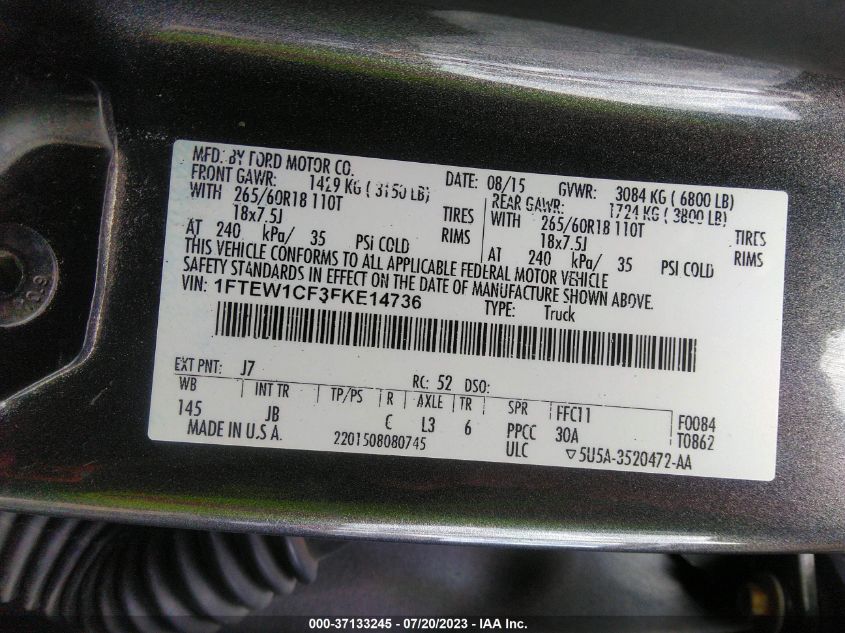 MFD. BY FORD MOTOR CO.
DATE: 08/15 GVWR: 3084 KG ( 6800 LB)
FRONT GAWR: 1429 KG ( 3150 LB)
WITH 265/60R18 110T TIRES
18x7.5J RIMS
AT 240 kPa/ 35 PSI COLD
REAR GAWR: 1724 KG ( 3800 LB)
WITH 265/60R18 110T TIRES
18x7.5J RIMS
AT 240 kPa/ 35 PSI COLD
THIS VEHICLE CONFORMS TO ALL APPLICABLE FEDERAL MOTOR VEHICLE
SAFETY STANDARDS IN EFFECT ON THE DATE OF MANUFACTURE SHOWN ABOVE.
VIN: 1FTEW1CF3FKE14736 TYPE: Truck
EXT PNT: J7 RC: 52 DSO:
WB INT TR TP/PS R AXLE TR SPR FFC11 F0084
145 JB C L3 6 PPCC 30A T0862
MADE IN U.S.A. 2201508080745 ULC ▽5U5A-3520472-AA
000-37133245 - 07/20/2023 - IAA Inc.